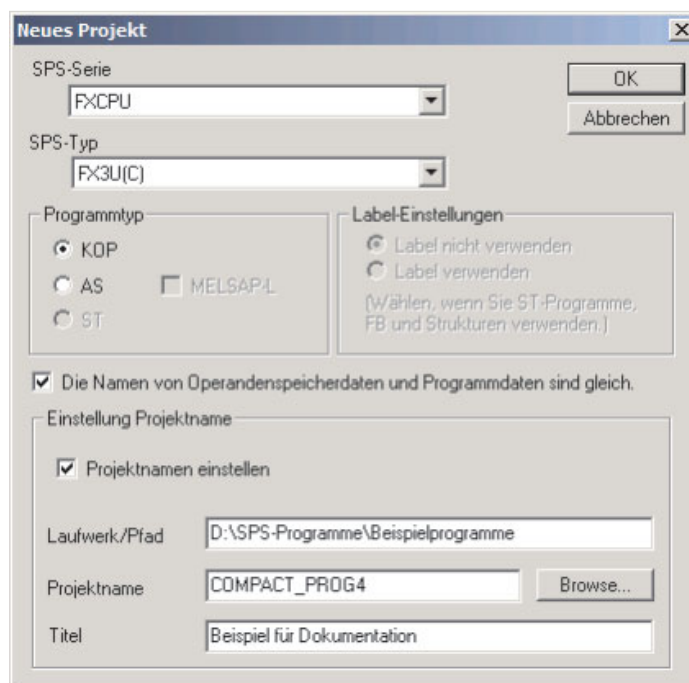 Neues Projekt
SPS-Serie
FXCPU
OK
Abbrechen
SPS-Typ
FX3U(C)
Programmtyp
KOP
AS
MELSAP-L
ST
Label-Einstellungen
Label nicht verwenden
Label verwenden
(Wählen, wenn Sie ST-Programme,
FB und Strukturen verwenden.)
Die Namen von Operandenspeicherdaten und Programmdaten sind gleich.
Einstellung Projektname
Projektnamen einstellen
Laufwerk/Pfad
D:\SPS-Programme\Beispielprogramme
Projektname
COMPACT_PROG4
Browse...
Titel
Beispiel für Dokumentation